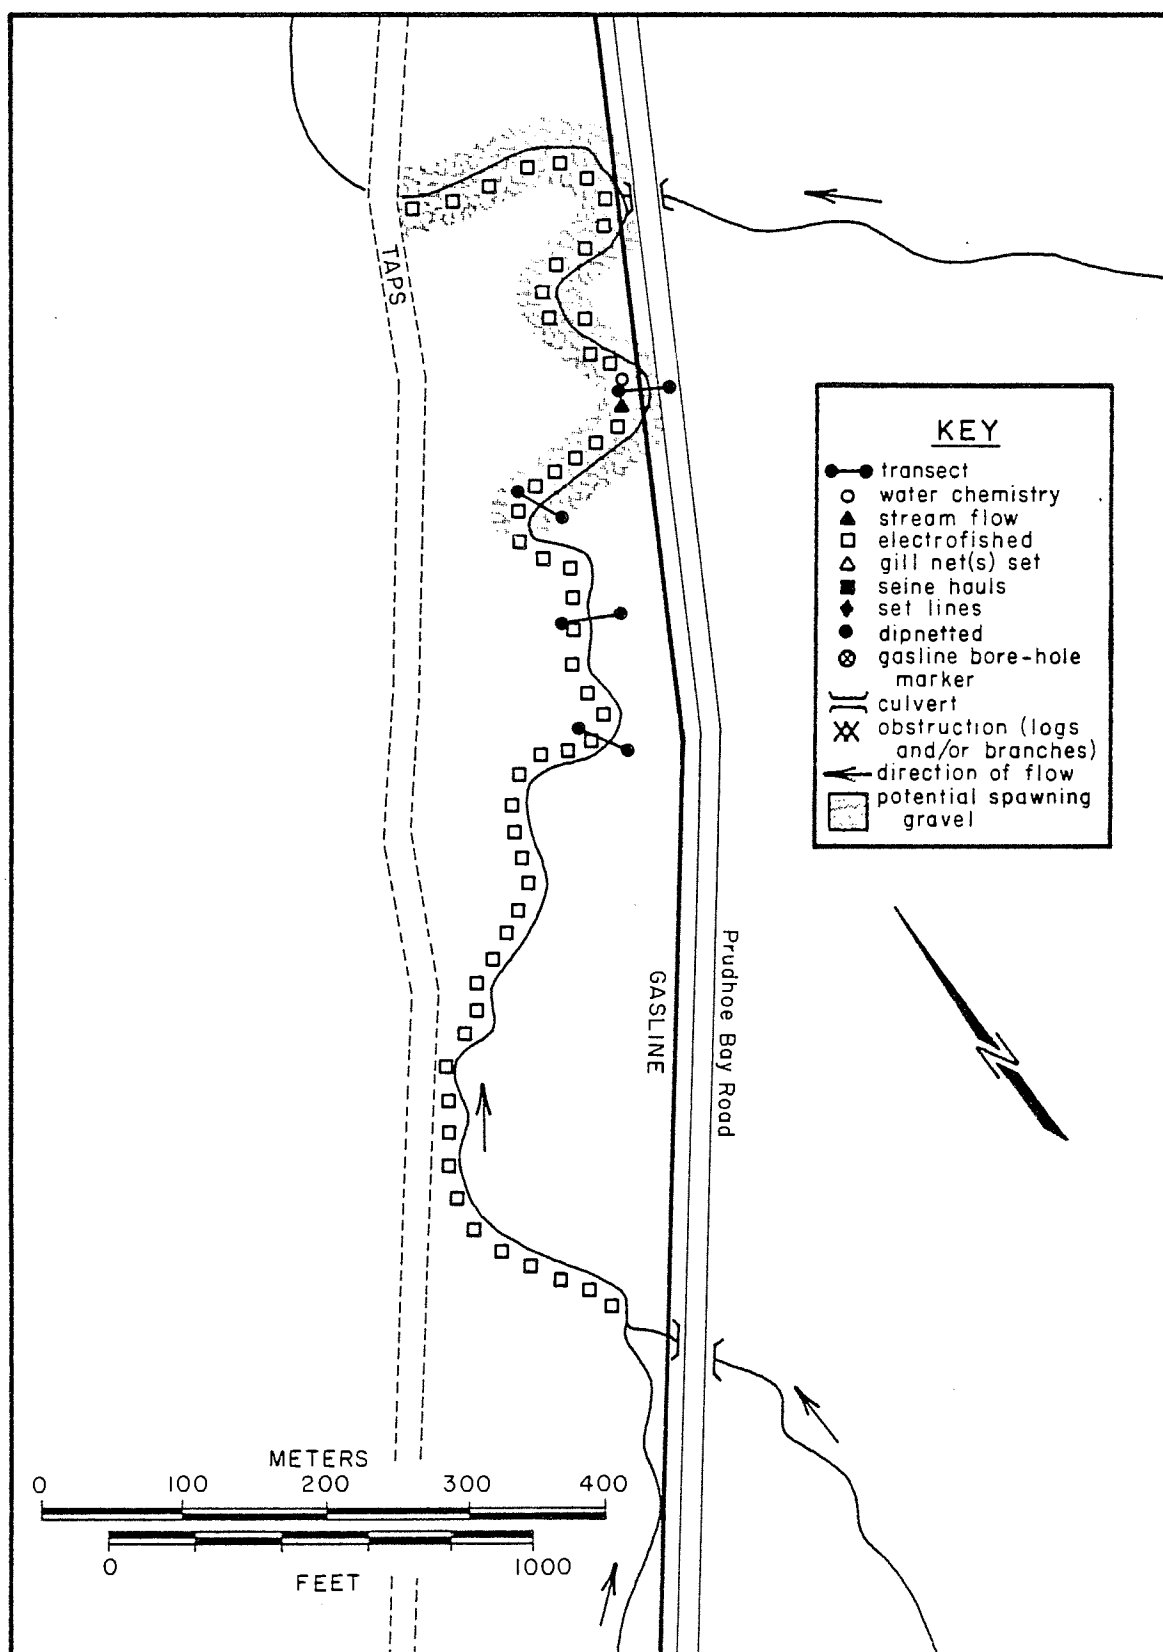 TAPS
KEY
transect
water chemistry
stream flow
electrofished
gill net(s) set
seine hauls
set lines
dipnetted
gasline bore-hole
marker
culvert
obstruction (logs
and/or branches)
direction of flow
potential spawning
gravel
GASLINE
Prudhoe Bay Road
N
METERS
0 100 200 300 400
0 1000
FEET